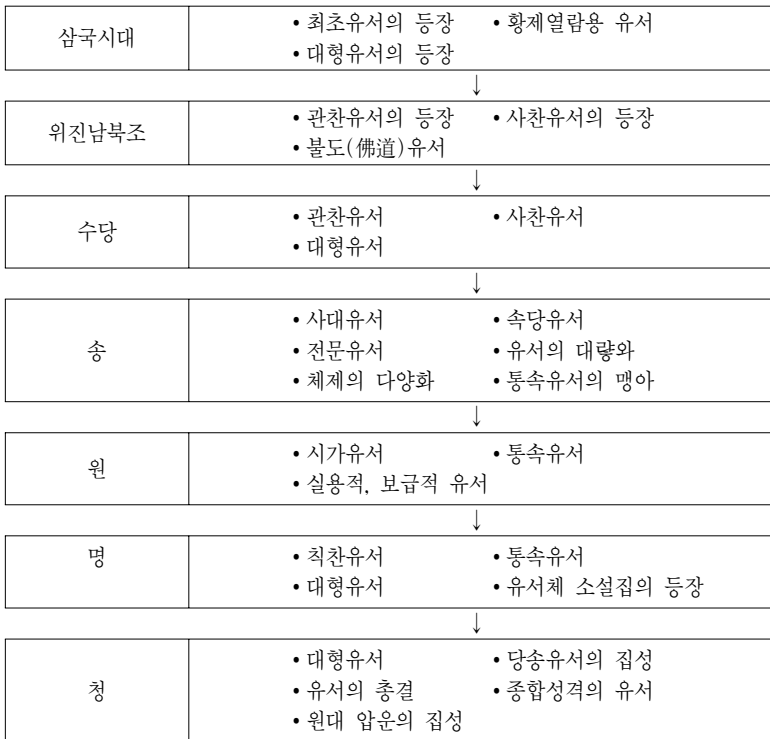 삼국시대
• 최초유서의 등장 • 황제열람용 유서
• 대형유서의 등장
↓
위진남북조
• 관찬유서의 등장 • 사찬유서의 등장
• 불도(佛道)유서
↓
수당
• 관찬유서 • 사찬유서
• 대형유서
↓
송
• 사대유서 • 속당유서
• 전문유서 • 유서의 대량와
• 체제의 다양화 • 통속유서의 맹아
↓
원
• 시가유서 • 통속유서
• 실용적, 보급적 유서
↓
명
• 칙찬유서 • 통속유서
• 대형유서 • 유서체 소설집의 등장
↓
청
• 대형유서 • 당송유서의 집성
• 유서의 총결 • 종합성격의 유서
• 원대 압운의 집성